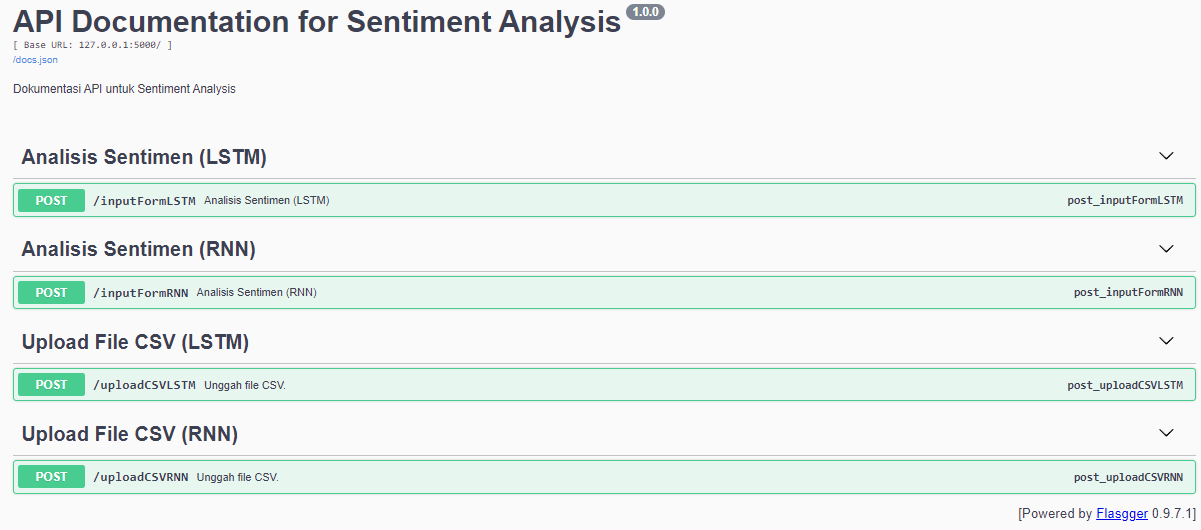 API Documentation for Sentiment Analysis 1.0.0
[ Base URL: 127.0.0.1:5000/ ]
/docs.json
Dokumentasi API untuk Sentiment Analysis
Analisis Sentimen (LSTM)
POST /inputFormLSTM Analisis Sentimen (LSTM) post_inputFormLSTM
Analisis Sentimen (RNN)
POST /inputFormRNN Analisis Sentimen (RNN) post_inputFormRNN
Upload File CSV (LSTM)
POST /uploadCSVLSTM Unggah file CSV. post_uploadCSVLSTM
Upload File CSV (RNN)
POST /uploadCSVRNN Unggah file CSV. post_uploadCSVRNN
[Powered by Flasgger 0.9.7.1]